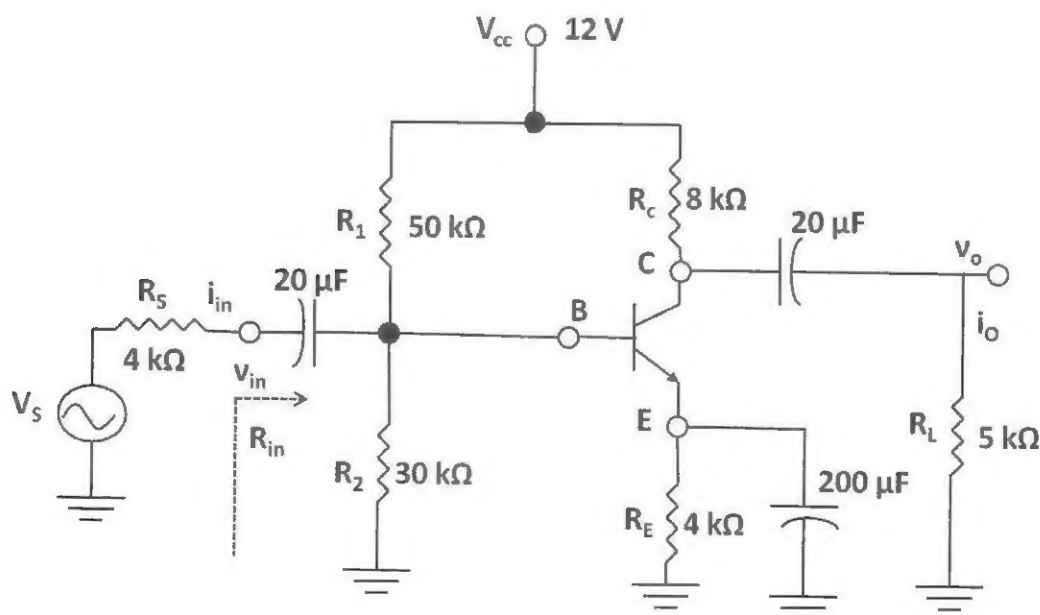 Vcc 12 V
R1 50 kΩ
Rc 8 kΩ
20 μF
C
vo
20 μF
RS
iin
B
iO
4 kΩ
vin
VS
Rin
E
RL 5 kΩ
R2 30 kΩ
200 μF
RE 4 kΩ